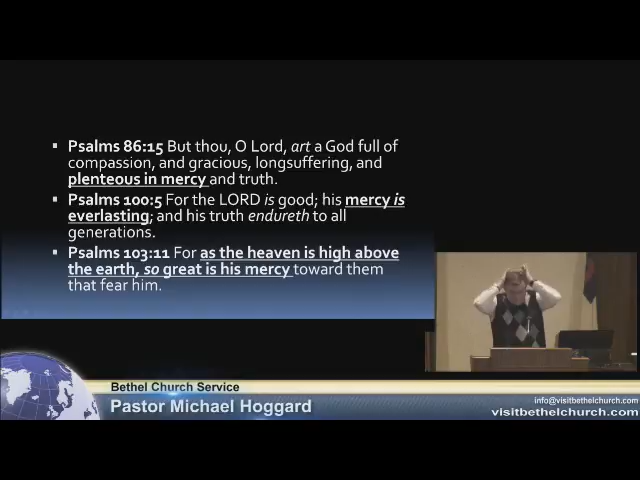 ▪ Psalms 86:15 But thou, O Lord, art a God full of
compassion, and gracious, longsuffering, and
plenteous in mercy and truth.
▪ Psalms 100:5 For the LORD is good; his mercy is
everlasting; and his truth endureth to all
generations.
▪ Psalms 103:11 For as the heaven is high above
the earth, so great is his mercy toward them
that fear him.
Bethel Church Service
Pastor Michael Hoggard
info@visitbethelchurch.com
visitbethelchurch.com